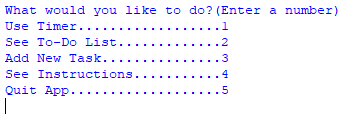 What would you like to do?(Enter a number)
Use Timer...................1
See To-Do List.............2
Add New Task...............3
See Instructions...........4
Quit App...................5